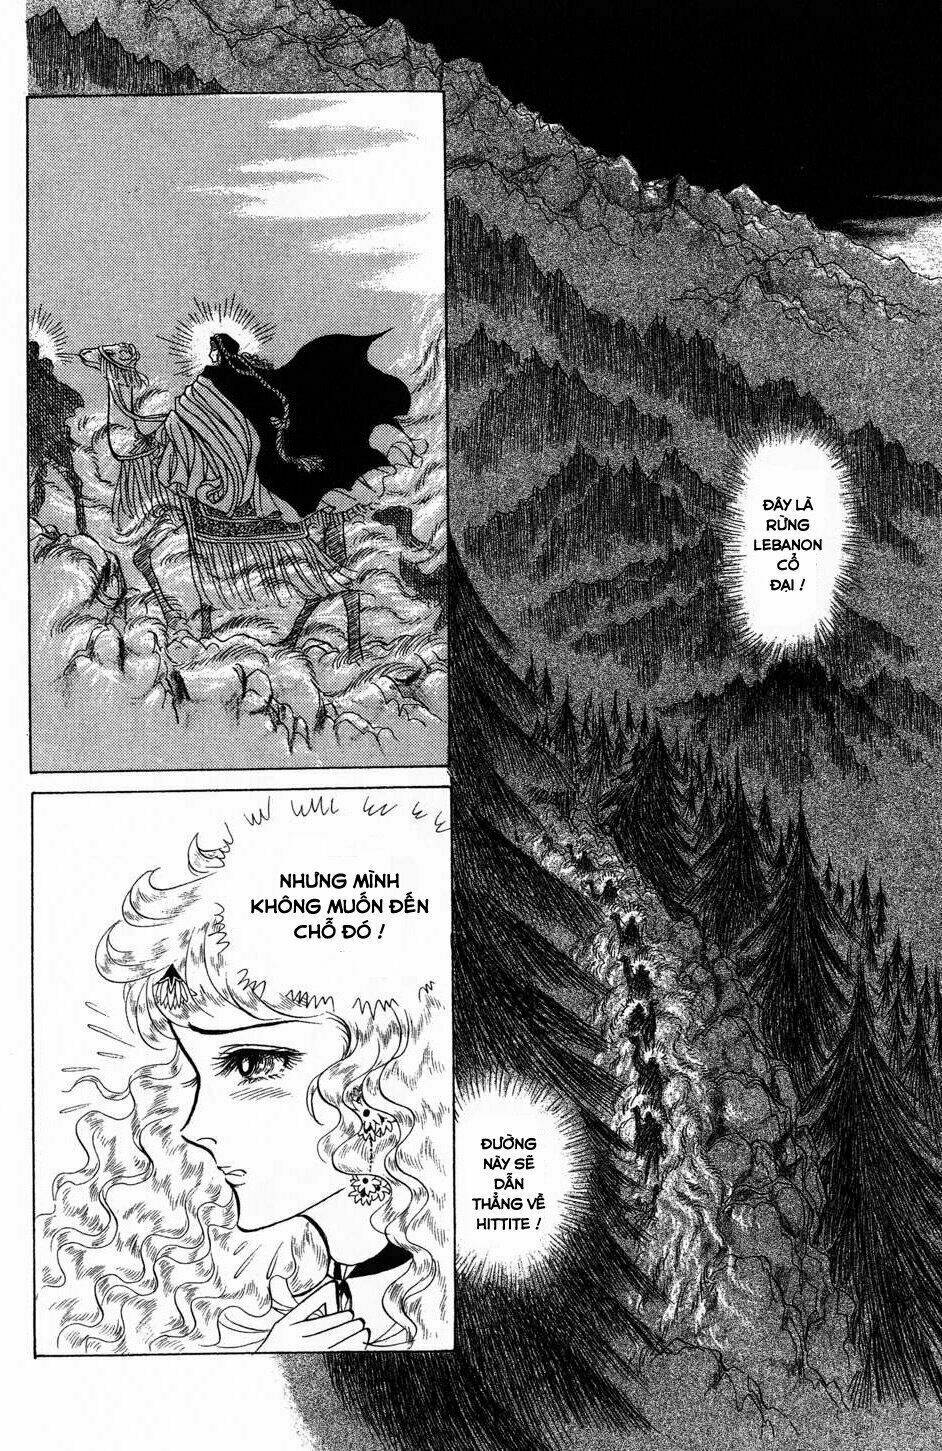 ĐÂY LÀ
RỪNG
LEBANON
CỔ
ĐẠI !
ĐƯỜNG
NÀY SẼ
DẪN
THẲNG VỀ
HITTITE !
NHƯNG MÌNH
KHÔNG MUỐN ĐẾN
CHỖ ĐÓ !